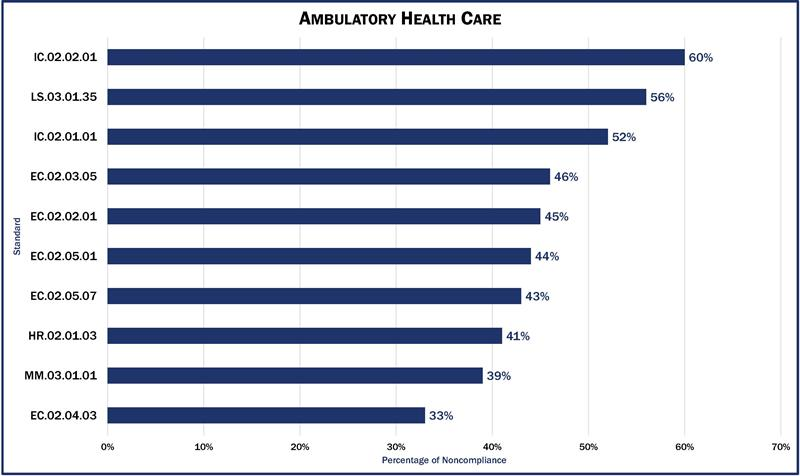 AMBULATORY HEALTH CARE
IC.02.02.01 60%
LS.03.01.35 56%
IC.02.01.01 52%
EC.02.03.05 46%
EC.02.02.01 45%
EC.02.05.01 44%
EC.02.05.07 43%
HR.02.01.03 41%
MM.03.01.01 39%
EC.02.04.03 33%
Standard
0% 10% 20% 30% 40% 50% 60% 70%
Percentage of Noncompliance